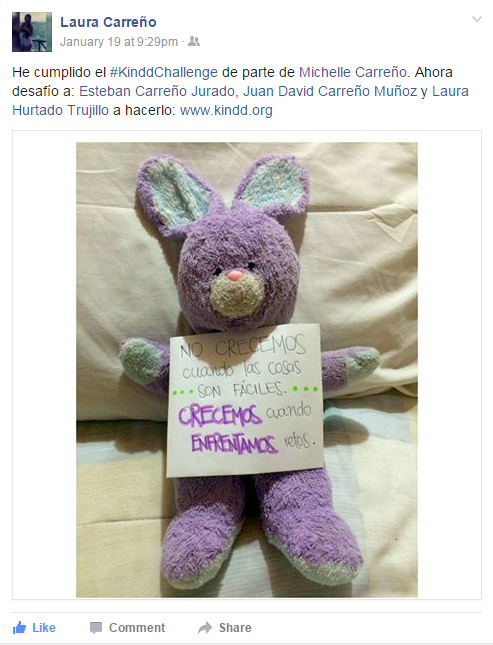 Laura Carreño
January 19 at 9:29pm ·
He cumplido el #KinddChallenge de parte de Michelle Carreño. Ahora
desafío a: Esteban Carreño Jurado, Juan David Carreño Muñoz y Laura
Hurtado Trujillo a hacerlo: www.kindd.org
NO CRECEMOS
cuando las cosas
SON FÁCILES.
CRECEMOS cuando
ENFRENTAMOS retos.
Like Comment Share